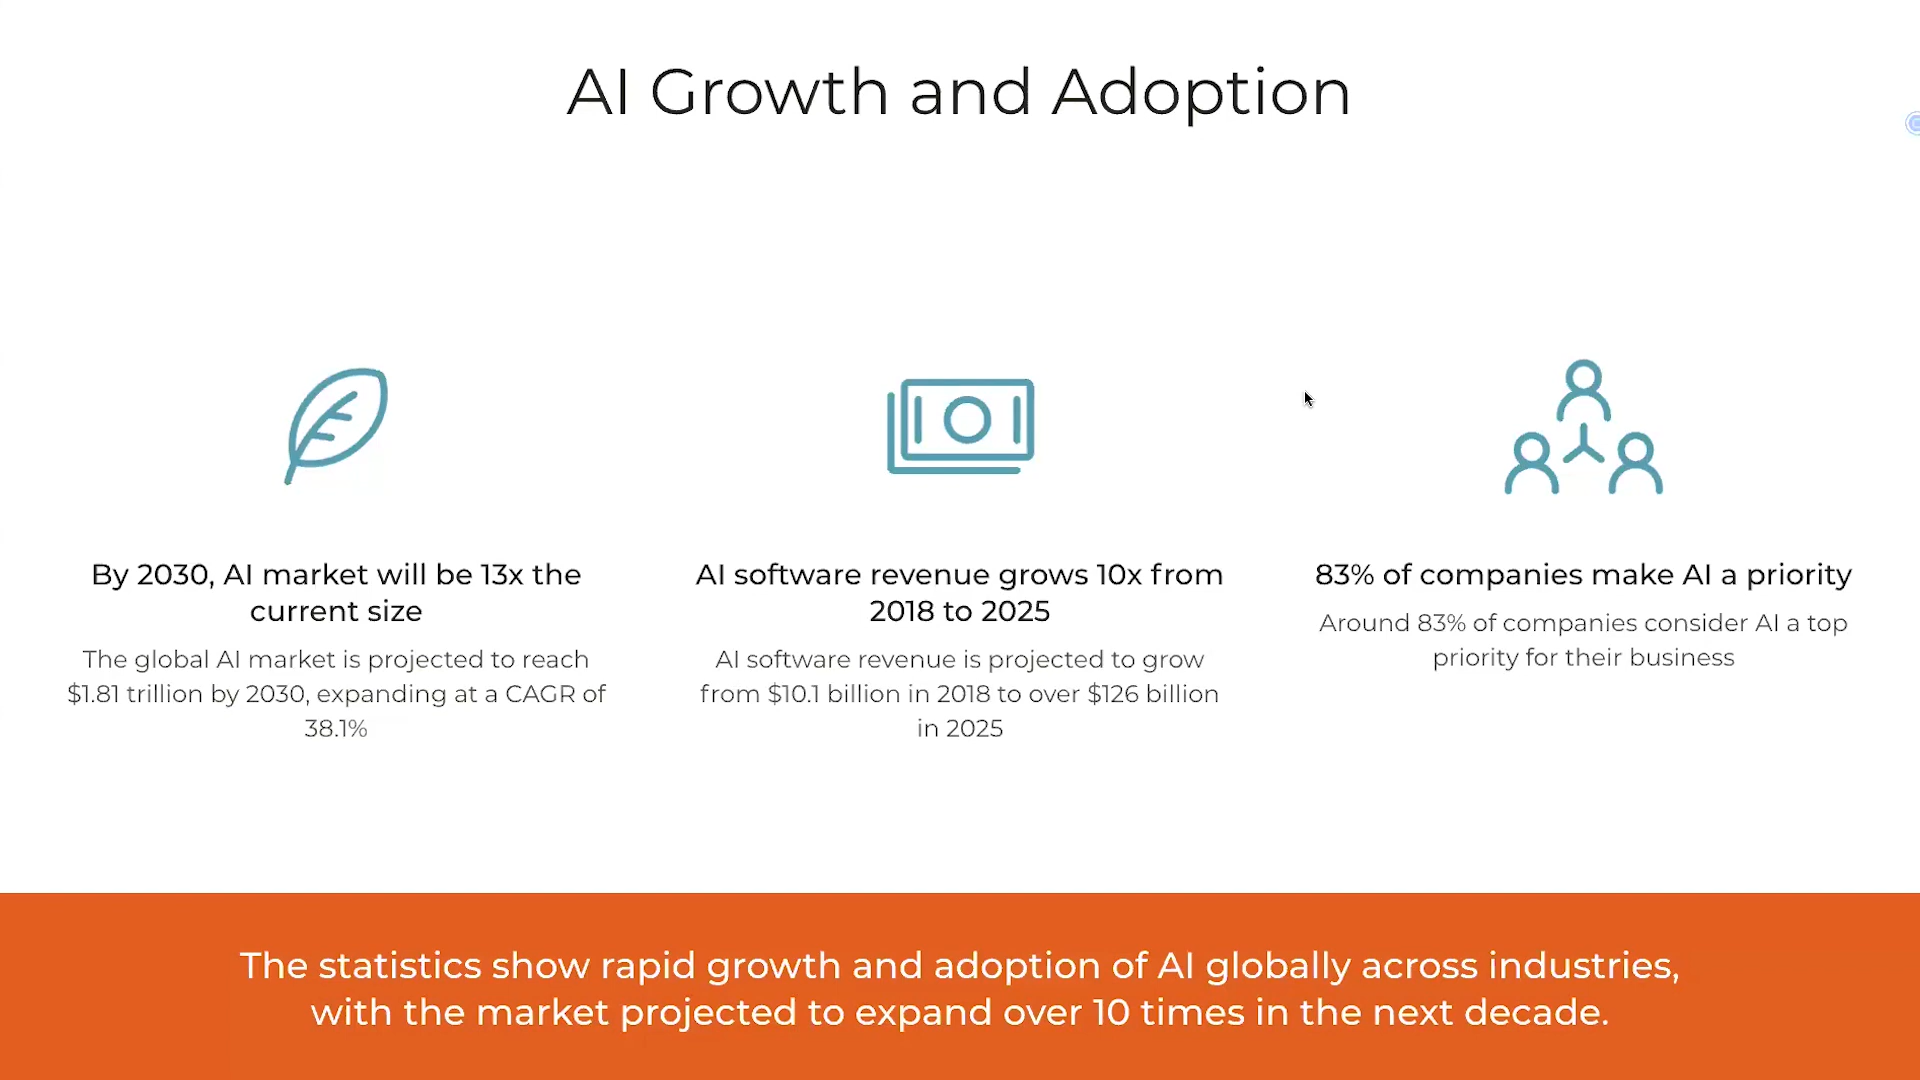 AI Growth and Adoption
By 2030, AI market will be 13x the
current size
The global AI market is projected to reach
$1.81 trillion by 2030, expanding at a CAGR of
38.1%
AI software revenue grows 10x from
2018 to 2025
AI software revenue is projected to grow
from $10.1 billion in 2018 to over $126 billion
in 2025
83% of companies make AI a priority
Around 83% of companies consider AI a top
priority for their business
The statistics show rapid growth and adoption of AI globally across industries,
with the market projected to expand over 10 times in the next decade.